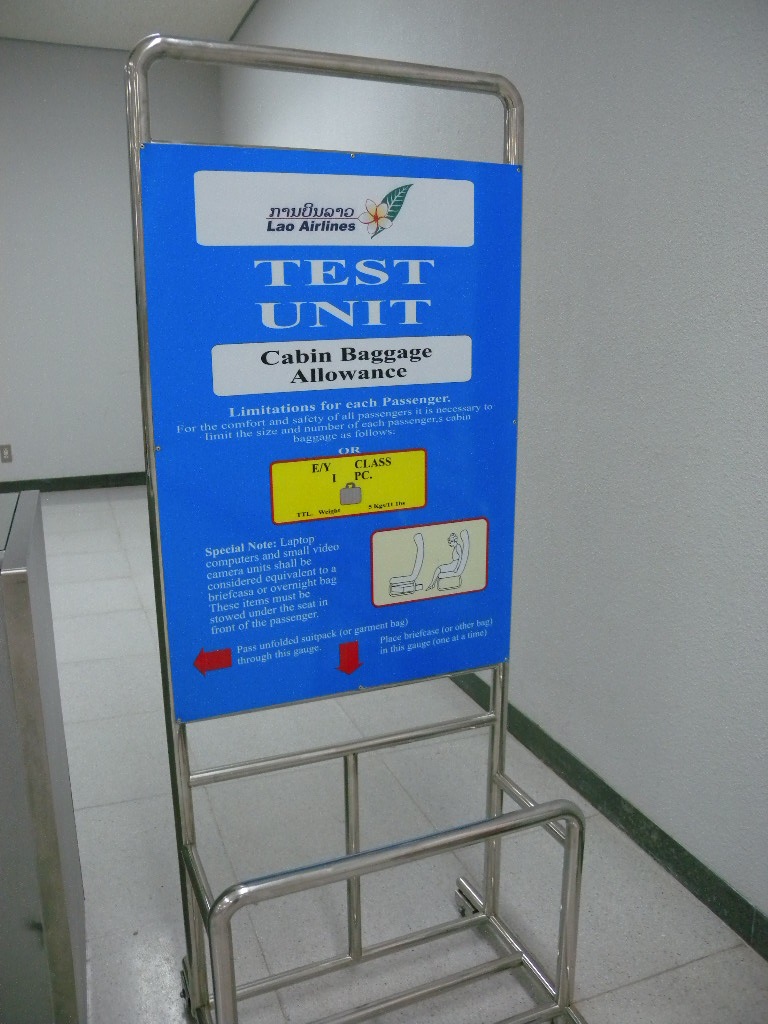 ການບິນລາວ
Lao Airlines
TEST
UNIT
Cabin Baggage
Allowance
Limitations for each Passenger.
For the comfort and safety of all passengers it is necessary to
limit the size and number of each passenger,s cabin
baggage as follows:
OR
E/Y CLASS
1 PC.
TTL. Weight 5 Kgs/11 lbs
Special Note: Laptop
computers and small video
camera units shall be
considered equivalent to a
briefcasa or overnight bag
These items must be
stowed under the seat in
front of the passenger.
Pass unfolded suitpack (or garment bag)
through this gauge.
Place briefcase (or other bag)
in this gauge (one at a time)